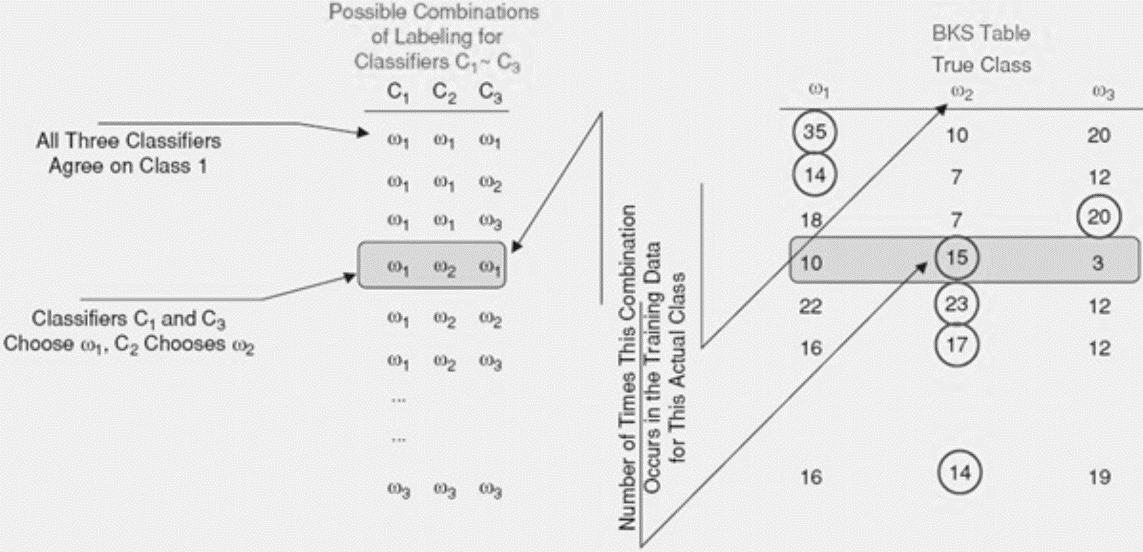 Possible Combinations
of Labeling for
Classifiers C₁ ~ C₃
C₁ C₂ C₃
All Three Classifiers
Agree on Class 1
ω₁ ω₁ ω₁
ω₁ ω₁ ω₂
ω₁ ω₁ ω₃
ω₁ ω₂ ω₁
Classifiers C₁ and C₃
Choose ω₁, C₂ Chooses ω₂
ω₁ ω₂ ω₂
ω₁ ω₂ ω₃
...
...
ω₃ ω₃ ω₃
Number of Times This Combination
Occurs in the Training Data
for This Actual Class
BKS Table
True Class
ω₁ ω₂ ω₃
35 10 20
14 7 12
18 7 20
10 15 3
22 23 12
16 17 12
16 14 19